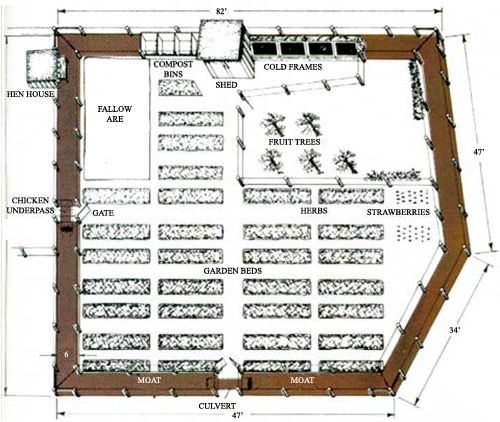 82'
COMPOST
BINS
SHED
COLD FRAMES
HEN HOUSE
FALLOW
ARE
FRUIT TREES
47'
CHICKEN
UNDERPASS
GATE
HERBS
STRAWBERRIES
GARDEN BEDS
34'
6
MOAT
MOAT
CULVERT
47'